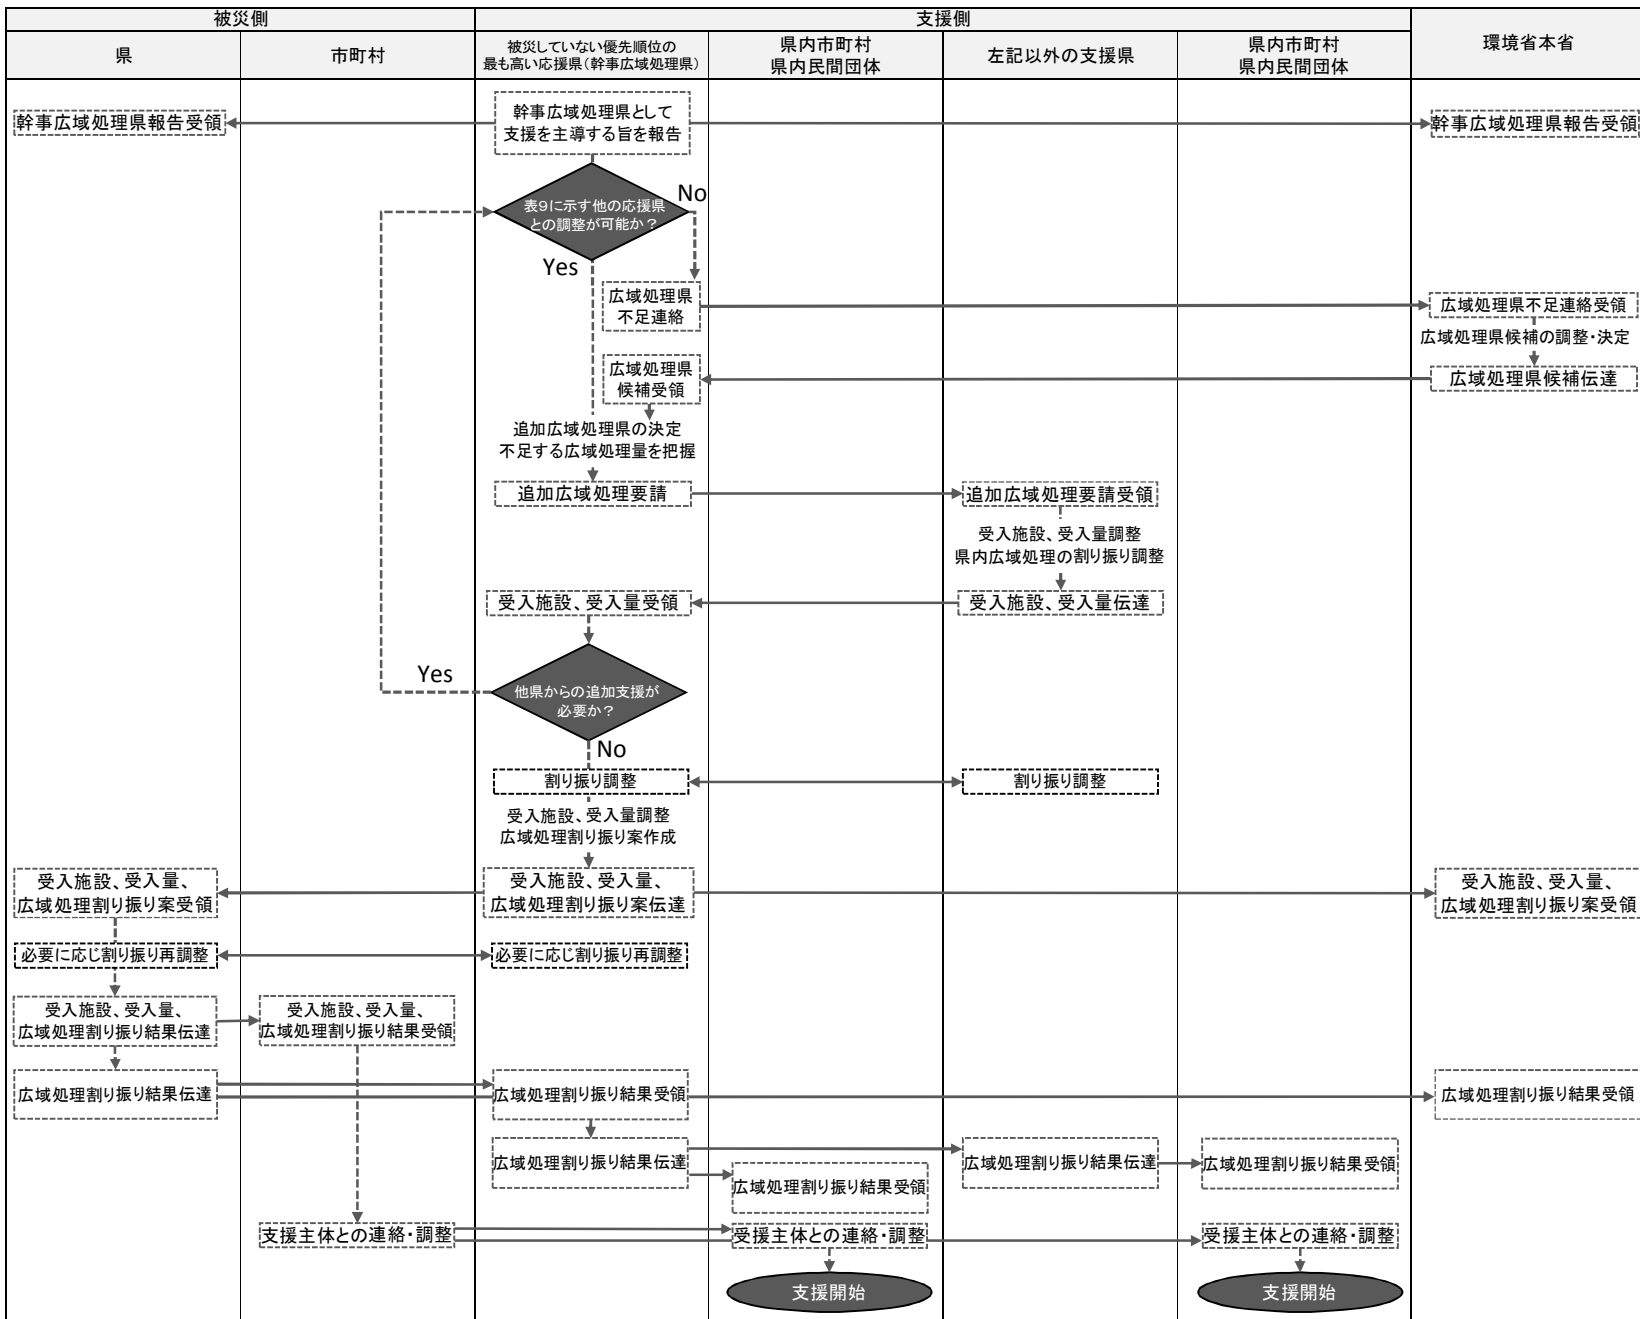 被災側
支援側
環境省本省
県
市町村
被災していない優先順位の
最も高い応援県(幹事広域処理県)
県内市町村
県内民間団体
左記以外の支援県
県内市町村
県内民間団体
幹事広域処理県報告受領
幹事広域処理県として
支援を主導する旨を報告
幹事広域処理県報告受領
表9に示す他の応援県
との調整が可能か?
No
Yes
広域処理県
不足連絡
広域処理県不足連絡受領
広域処理県候補の調整・決定
広域処理県
候補受領
広域処理県候補伝達
追加広域処理県の決定
不足する広域処理量を把握
追加広域処理要請
追加広域処理要請受領
受入施設、受入量調整
県内広域処理の割り振り調整
受入施設、受入量受領
受入施設、受入量伝達
Yes
他県からの追加支援が
必要か?
No
割り振り調整
割り振り調整
受入施設、受入量調整
広域処理割り振り案作成
受入施設、受入量、
広域処理割り振り案受領
受入施設、受入量、
広域処理割り振り案伝達
受入施設、受入量、
広域処理割り振り案受領
必要に応じ割り振り再調整
必要に応じ割り振り再調整
受入施設、受入量、
広域処理割り振り結果伝達
受入施設、受入量、
広域処理割り振り結果受領
広域処理割り振り結果伝達
広域処理割り振り結果受領
広域処理割り振り結果受領
広域処理割り振り結果伝達
広域処理割り振り結果受領
広域処理割り振り結果伝達
広域処理割り振り結果受領
支援主体との連絡・調整
受援主体との連絡・調整
受援主体との連絡・調整
支援開始
支援開始